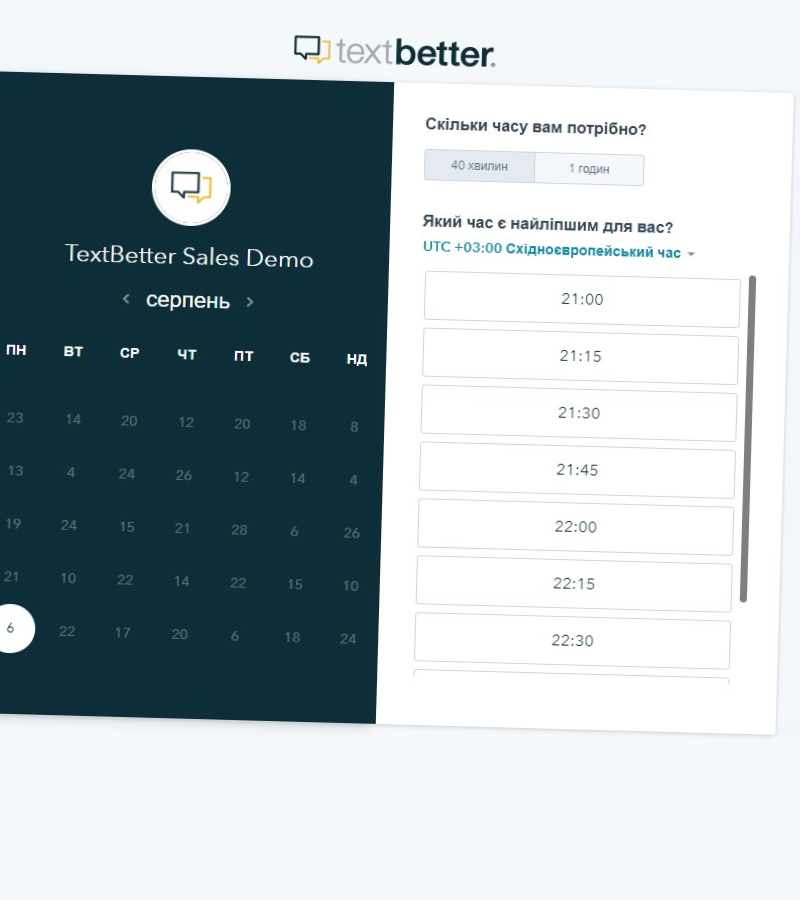 textbetter.
TextBetter Sales Demo
серпень
ПН ВТ СР ЧТ ПТ СБ НД
23 14 20 12 20 18 8
13 4 24 26 12 14 4
19 24 15 21 28 6 26
21 10 22 14 22 15 10
6 22 17 20 6 18 24
Скільки часу вам потрібно?
40 хвилин 1 годин
Який час є найліпшим для вас?
UTC +03:00 Східноєвропейський час
21:00
21:15
21:30
21:45
22:00
22:15
22:30